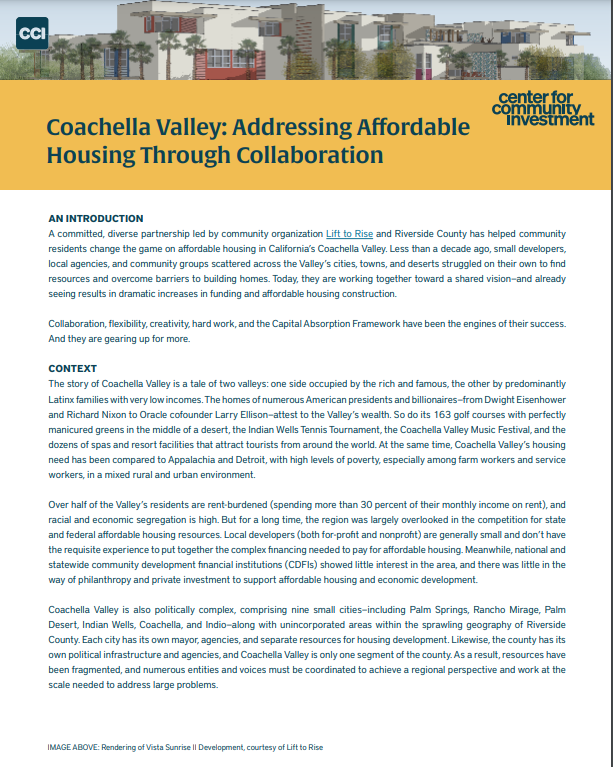 CCI
center for
community
investment
Coachella Valley: Addressing Affordable
Housing Through Collaboration
AN INTRODUCTION
A committed, diverse partnership led by community organization Lift to Rise and Riverside County has helped community
residents change the game on affordable housing in California's Coachella Valley. Less than a decade ago, small developers,
local agencies, and community groups scattered across the Valley's cities, towns, and deserts struggled on their own to find
resources and overcome barriers to building homes. Today, they are working together toward a shared vision—and already
seeing results in dramatic increases in funding and affordable housing construction.
Collaboration, flexibility, creativity, hard work, and the Capital Absorption Framework have been the engines of their success.
And they are gearing up for more.
CONTEXT
The story of Coachella Valley is a tale of two valleys: one side occupied by the rich and famous, the other by predominantly
Latinx families with very low incomes. The homes of numerous American presidents and billionaires—from Dwight Eisenhower
and Richard Nixon to Oracle cofounder Larry Ellison—attest to the Valley's wealth. So do its 163 golf courses with perfectly
manicured greens in the middle of a desert, the Indian Wells Tennis Tournament, the Coachella Valley Music Festival, and the
dozens of spas and resort facilities that attract tourists from around the world. At the same time, Coachella Valley's housing
need has been compared to Appalachia and Detroit, with high levels of poverty, especially among farm workers and service
workers, in a mixed rural and urban environment.
Over half of the Valley's residents are rent-burdened (spending more than 30 percent of their monthly income on rent), and
racial and economic segregation is high. But for a long time, the region was largely overlooked in the competition for state
and federal affordable housing resources. Local developers (both for-profit and nonprofit) are generally small and don't have
the requisite experience to put together the complex financing needed to pay for affordable housing. Meanwhile, national and
statewide community development financial institutions (CDFIs) showed little interest in the area, and there was little in the
way of philanthropy and private investment to support affordable housing and economic development.
Coachella Valley is also politically complex, comprising nine small cities—including Palm Springs, Rancho Mirage, Palm
Desert, Indian Wells, Coachella, and Indio—along with unincorporated areas within the sprawling geography of Riverside
County. Each city has its own mayor, agencies, and separate resources for housing development. Likewise, the county has its
own political infrastructure and agencies, and Coachella Valley is only one segment of the county. As a result, resources have
been fragmented, and numerous entities and voices must be coordinated to achieve a regional perspective and work at the
scale needed to address large problems.
IMAGE ABOVE: Rendering of Vista Sunrise II Development, courtesy of Lift to Rise